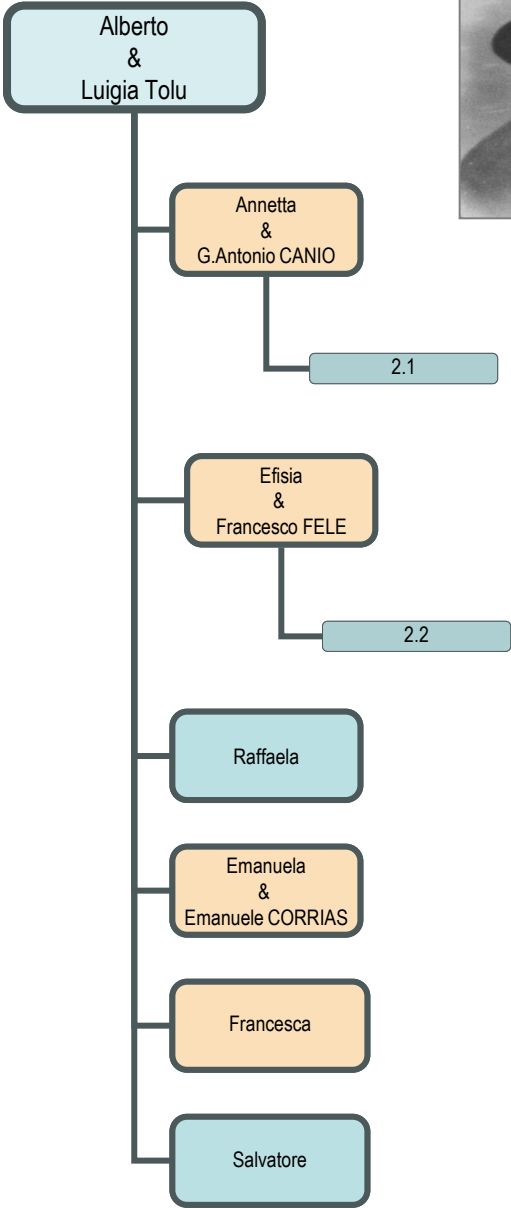 Alberto
&
Luigia Tolu
Annetta
&
G.Antonio CANIO
2.1
Efisia
&
Francesco FELE
2.2
Raffaela
Emanuela
&
Emanuele CORRIAS
Francesca
Salvatore